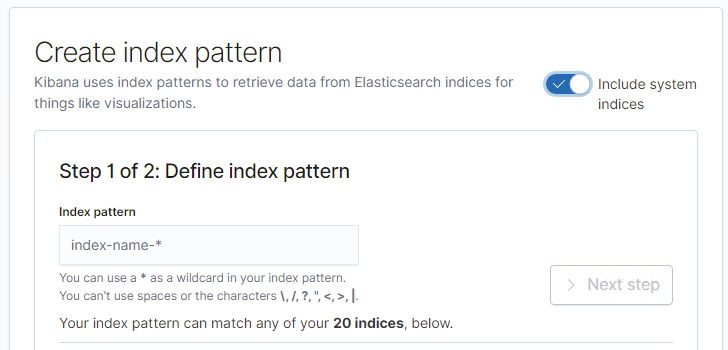 Create index pattern
Kibana uses index patterns to retrieve data from Elasticsearch indices for
things like visualizations.
Include system
indices
Step 1 of 2: Define index pattern
Index pattern
index-name-*
You can use a * as a wildcard in your index pattern.
You can't use spaces or the characters \, /, ?, ", <, >, |.
Next step
Your index pattern can match any of your 20 indices, below.